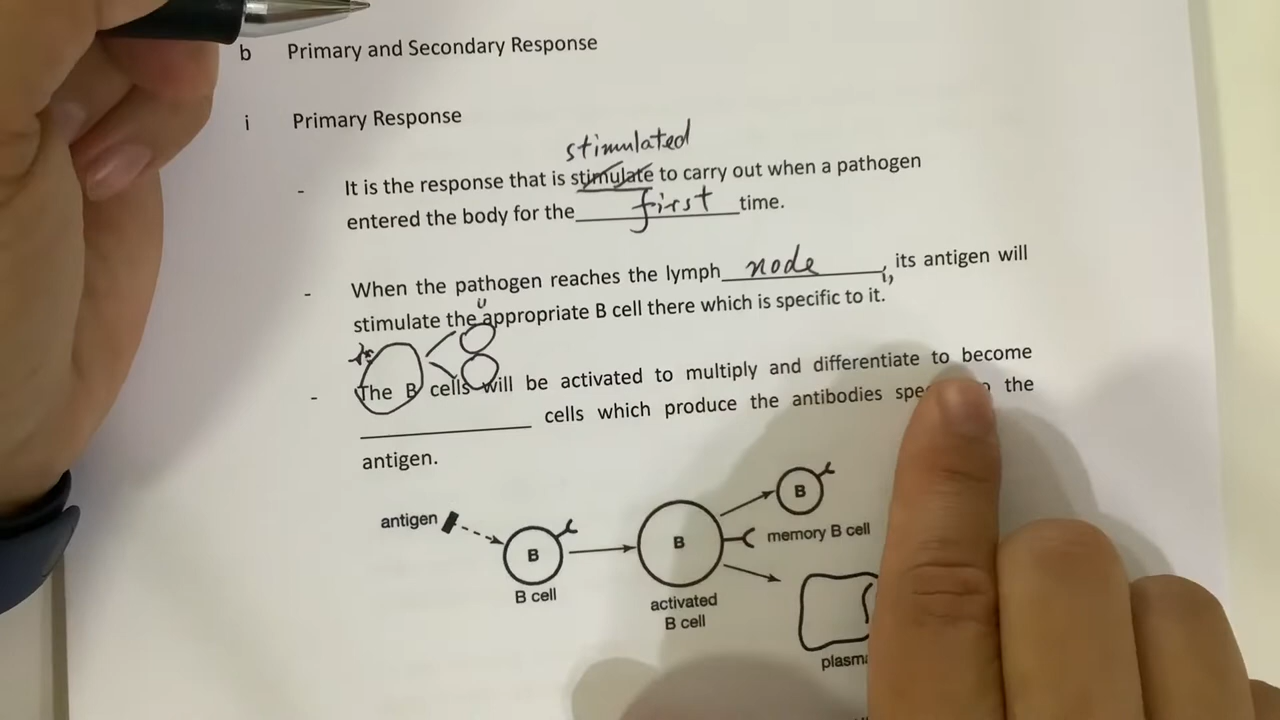 b Primary and Secondary Response
i Primary Response
stimulated
- It is the response that is stimulate to carry out when a pathogen
entered the body for the first time.
- When the pathogen reaches the lymph node, its antigen will
stimulate the appropriate B cell there which is specific to it.
- The B cells will be activated to multiply and differentiate to become
cells which produce the antibodies the
antigen.
antigen
B
B cell
B
activated
B cell
B
memory B cell